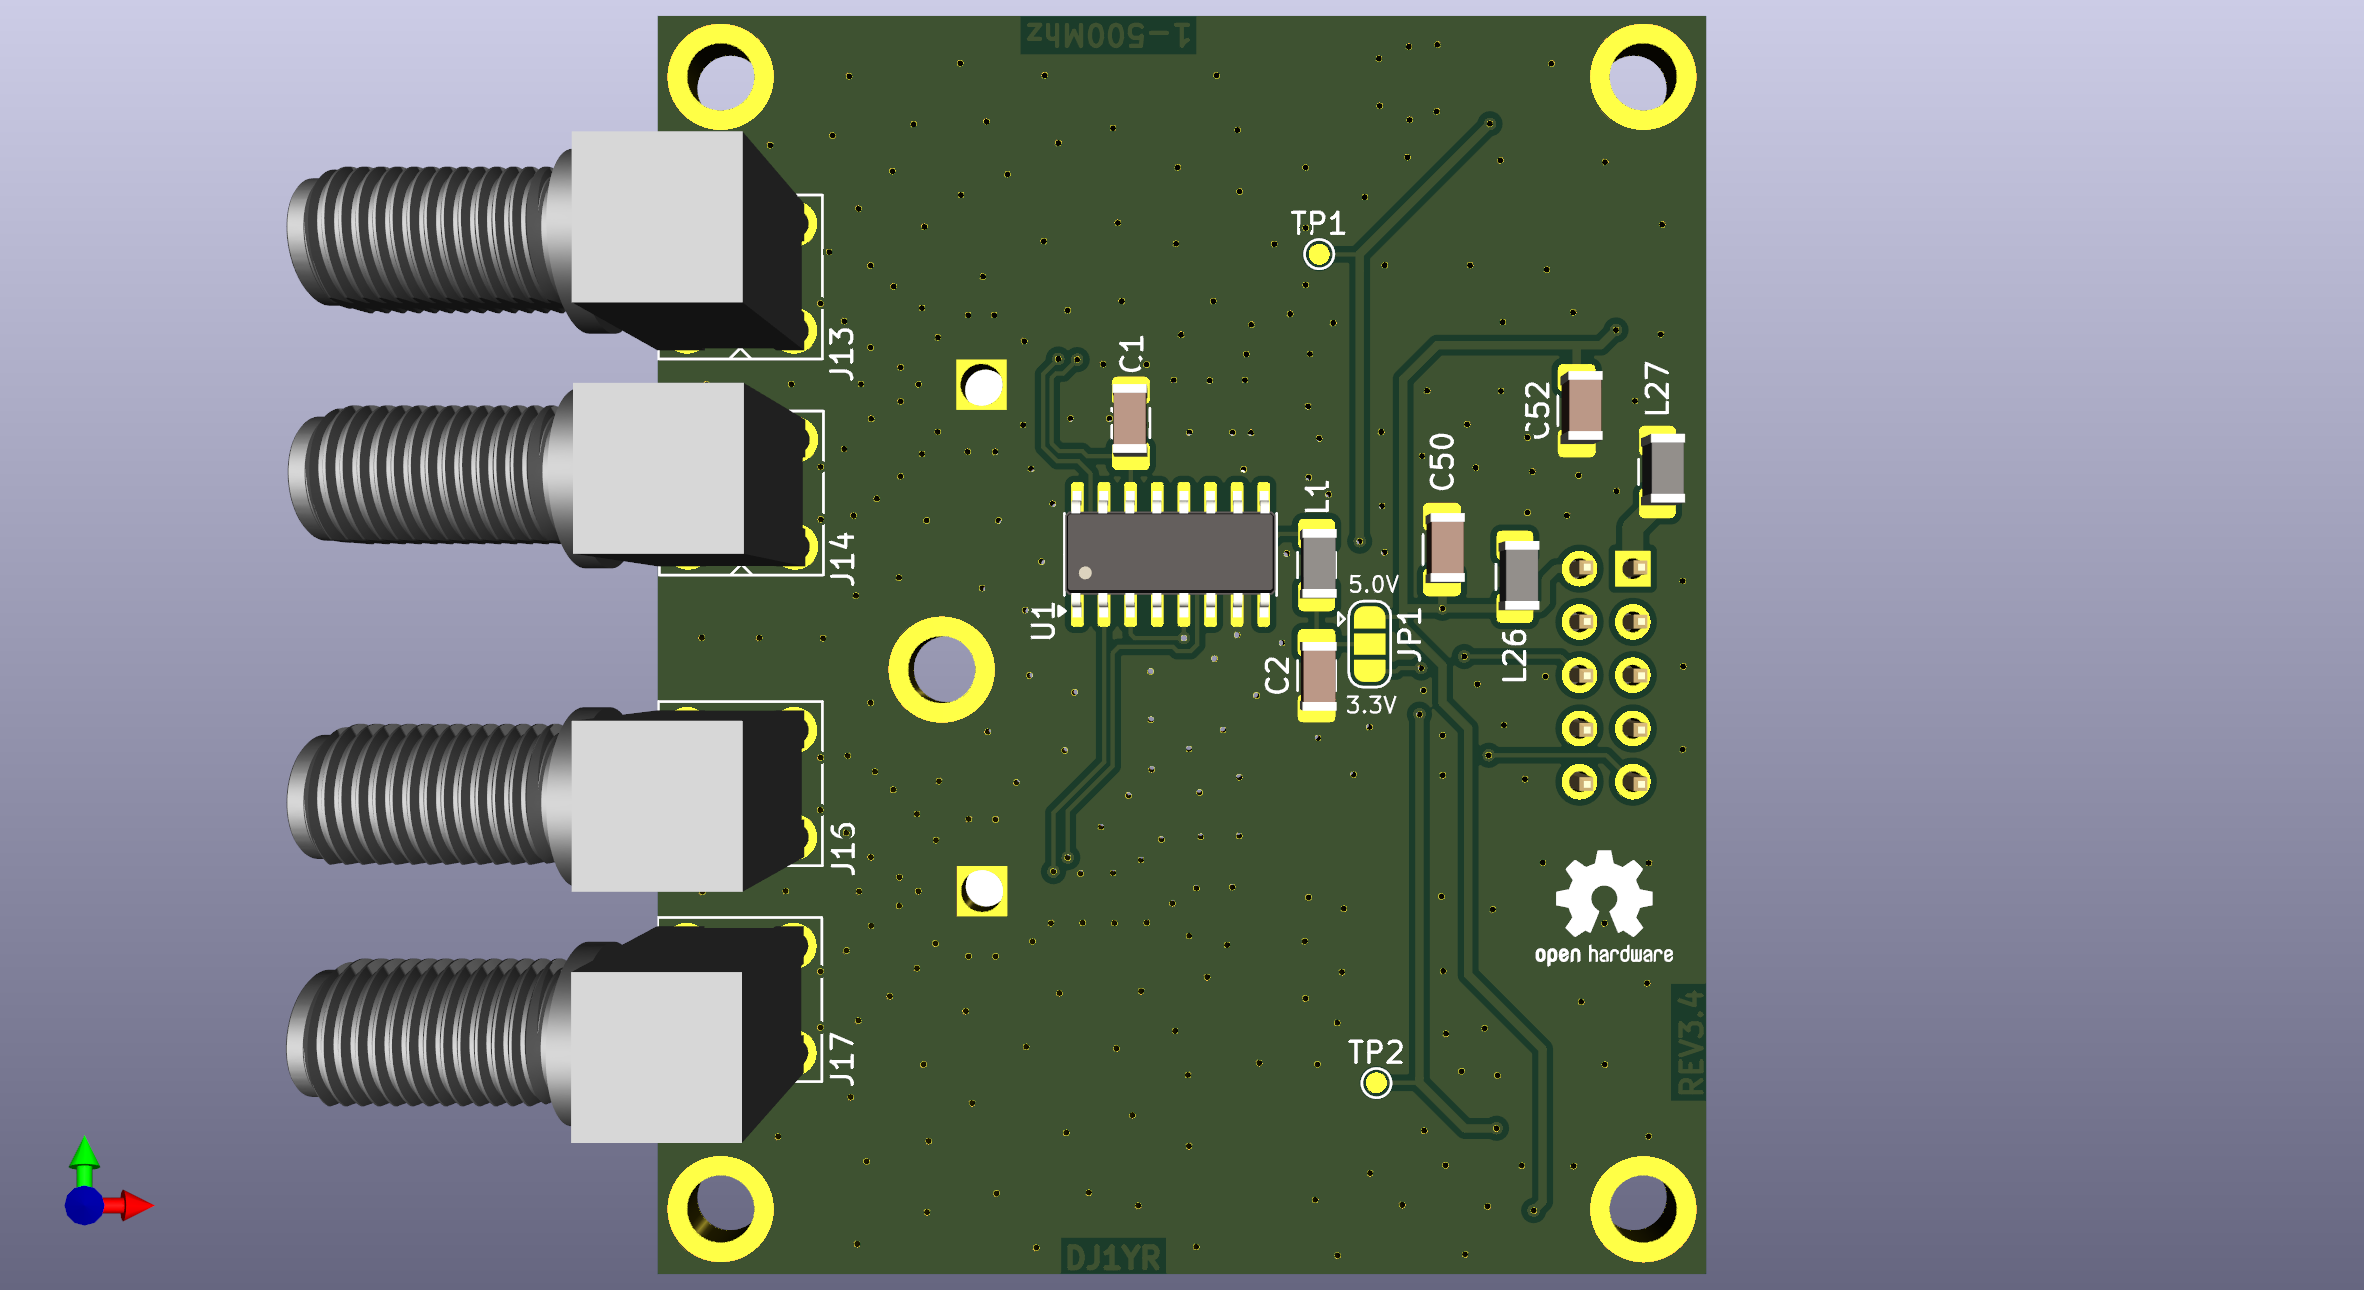 1-500Mhz
TP1
J13
C1
L27
C52
C50
L1
J14
5.0V
U1
JP1
L26
C2
3.3V
J16
open hardware
REV3.4
TP2
J17
DJ1YR